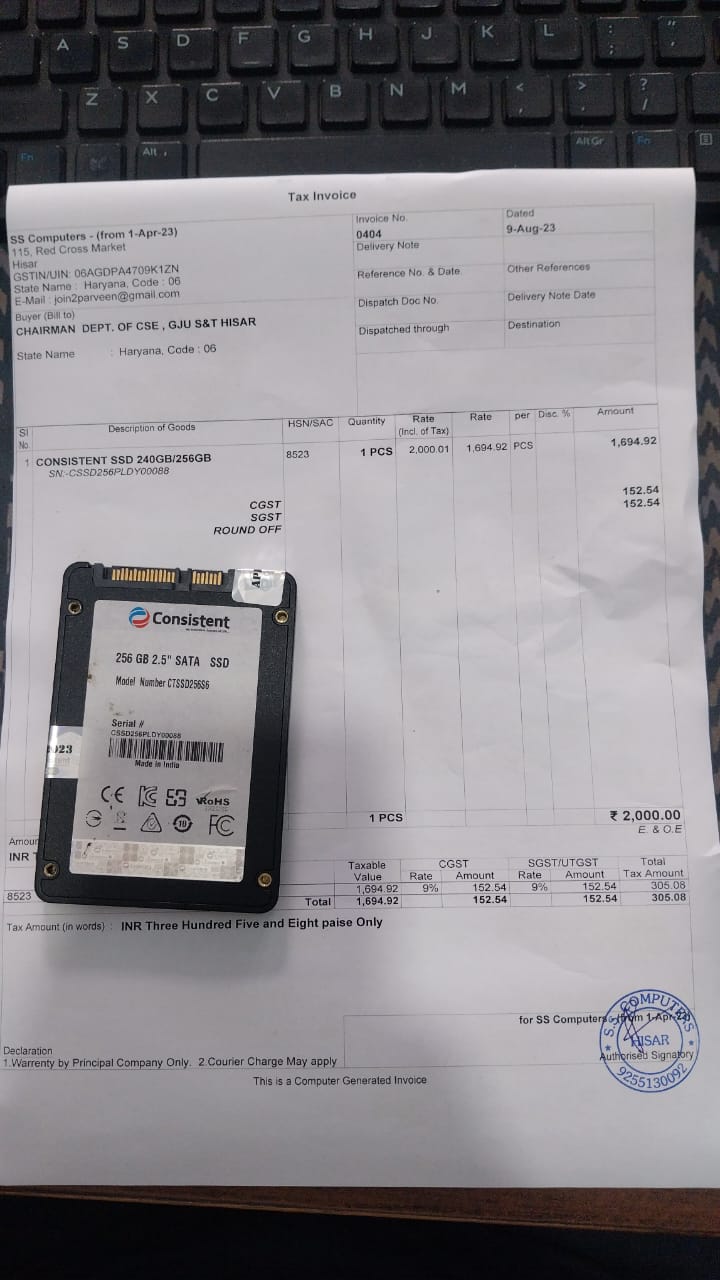 A S D F G H J K L : ; " '
Z X C V B N M < , > . ? /
Fn Alt AltGr Fn
Tax Invoice
SS Computers - (from 1-Apr-23)
115, Red Cross Market
Hisar
GSTIN/UIN: 06AGDPA4709K1ZN
State Name : Haryana, Code : 06
E-Mail : join2parveen@gmail.com
Invoice No.
0404
Dated
9-Aug-23
Delivery Note
Reference No. & Date.
Other References
Dispatch Doc No.
Delivery Note Date
Dispatched through
Destination
Buyer (Bill to)
CHAIRMAN DEPT. OF CSE , GJU S&T HISAR
State Name : Haryana, Code : 06
Sl No. Description of Goods HSN/SAC Quantity Rate (Incl. of Tax) Rate per Disc. % Amount
1 CONSISTENT SSD 240GB/256GB 8523 1 PCS 2,000.01 1,694.92 PCS 1,694.92
SN:-CSSD256PLDY00088
CGST 152.54
SGST 152.54
ROUND OFF
Consistent
256 GB 2.5" SATA SSD
Model Number CTSSD256S6
Serial #
CSSD256PLDY00088
Made in India
2023
CE
RoHS
10
FC
1 PCS ₹ 2,000.00
E. & O.E
Amoun
INR T
Taxable Value CGST SGST/UTGST Total
Rate Amount Rate Amount Tax Amount
8523 1,694.92 9% 152.54 9% 152.54 305.08
Total 1,694.92 152.54 152.54 305.08
Tax Amount (in words) : INR Three Hundred Five and Eight paise Only
for SS Computers - (from 1-Apr-23)
Authorised Signatory
S.S. COMPUTERS
HISAR
9255130092
Declaration
1.Warrenty by Principal Company Only. 2.Courier Charge May apply
This is a Computer Generated Invoice